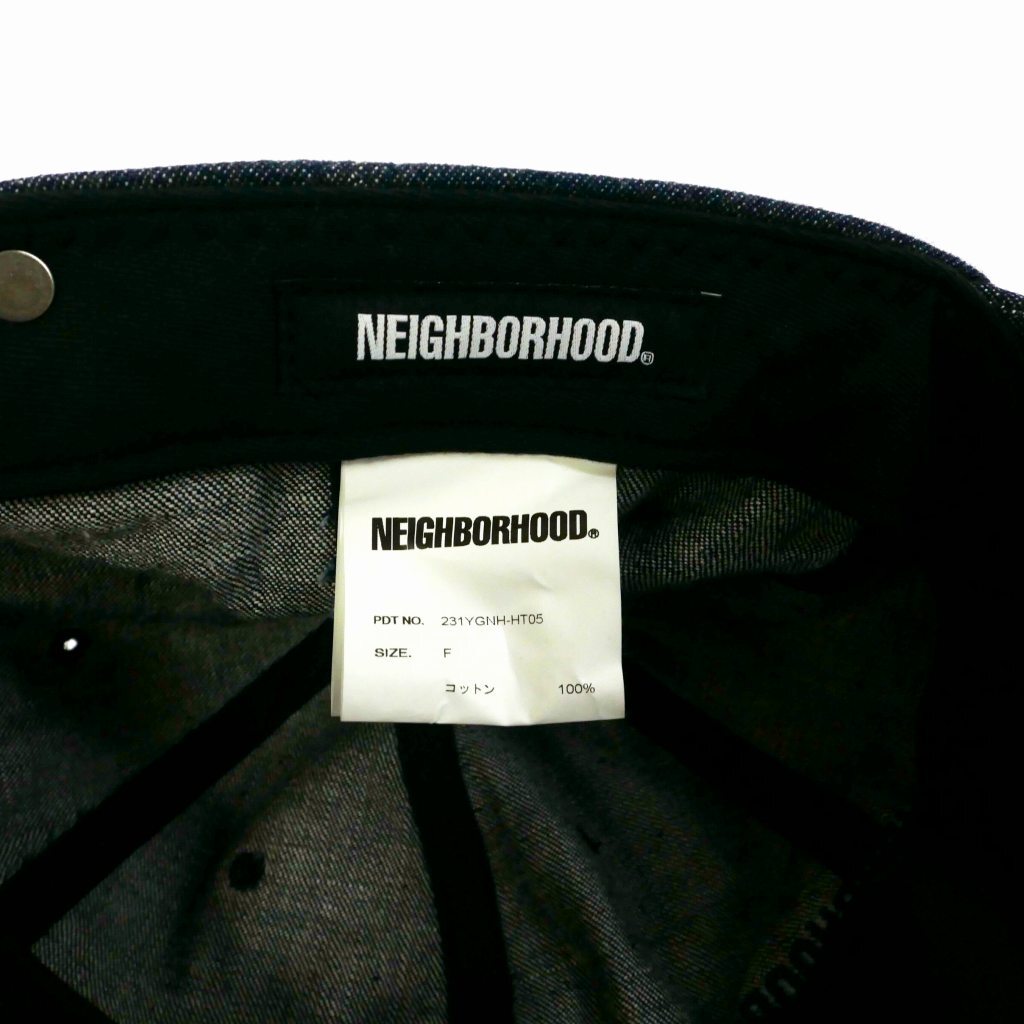 NEIGHBORHOOD®
NEIGHBORHOOD®
PDT NO. 231YGNH-HT05
SIZE. F
コットン 100%